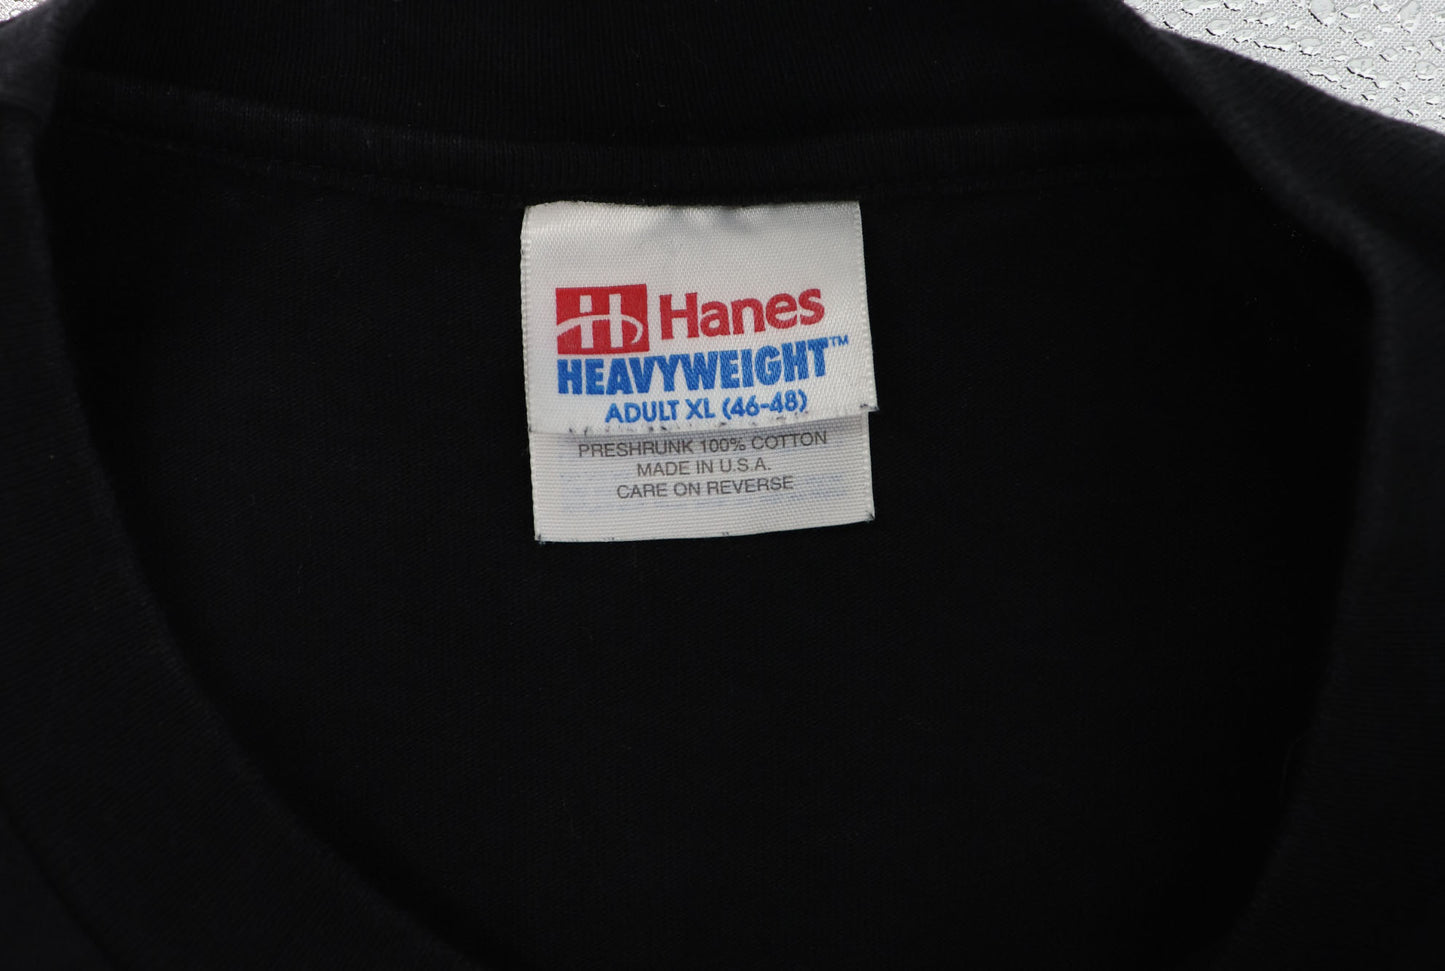 H Hanes
HEAVYWEIGHT™
ADULT XL (46-48)
PRESHRUNK 100% COTTON
MADE IN U.S.A.
CARE ON REVERSE